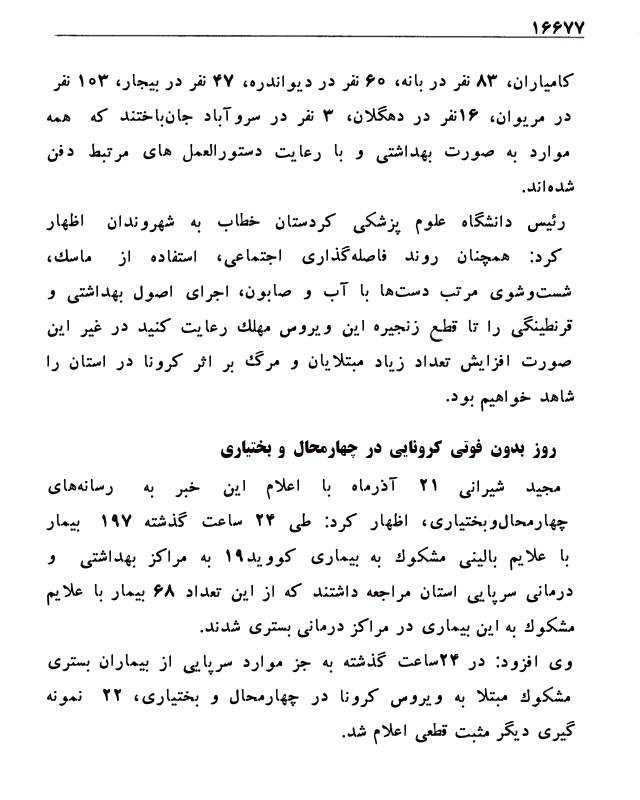 ۱۶۶۷۷
کامیاران، ۸۳ نفر در بانه، ۶۰ نفر در دیواندره، ۴۷ نفر در بیجار، ۱۰۳ نفر
در مریوان، ۱۶نفر در دهگلان، ۳ نفر در سروآباد جان‌باختند که همه
موارد به صورت بهداشتی و با رعایت دستورالعمل های مرتبط دفن
شده‌اند.
رئیس دانشگاه علوم پزشکی کردستان خطاب به شهروندان اظهار
کرد: همچنان روند فاصله‌گذاری اجتماعی، استفاده از ماسك،
شست‌وشوی مرتب دست‌ها با آب و صابون، اجرای اصول بهداشتی و
قرنطینگی را تا قطع زنجیره این ویروس مهلك رعایت کنید در غیر این
صورت افزایش تعداد زیاد مبتلایان و مرگ بر اثر کرونا در استان را
شاهد خواهیم بود.
روز بدون فوتی کرونایی در چهارمحال و بختیاری
مجید شیرانی ۲۱ آذرماه با اعلام این خبر به رسانه‌های
چهارمحال‌وبختیاری، اظهار کرد: طی ۲۴ ساعت گذشته ۱۹۷ بیمار
با علایم بالینی مشکوك به بیماری کووید۱۹ به مراکز بهداشتی و
درمانی سرپایی استان مراجعه داشتند که از این تعداد ۶۸ بیمار با علایم
مشکوك به این بیماری در مراکز درمانی بستری شدند.
وی افزود: در ۲۴ساعت گذشته به جز موارد سرپایی از بیماران بستری
مشکوك مبتلا به ویروس کرونا در چهارمحال و بختیاری، ۲۲ نمونه
گیری دیگر مثبت قطعی اعلام شد.